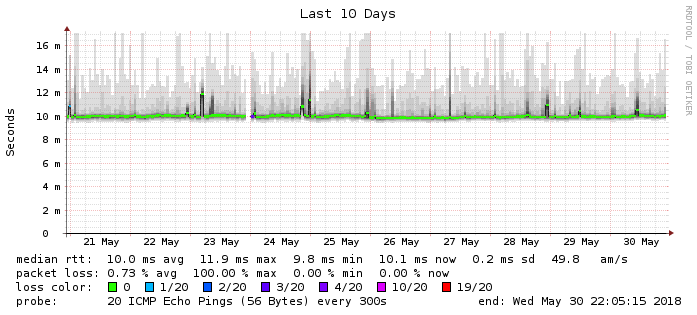 Last 10 Days
RRDTOOL / TOBI OETIKER
Seconds
16 m
14 m
12 m
10 m
8 m
6 m
4 m
2 m
0
21 May 22 May 23 May 24 May 25 May 26 May 27 May 28 May 29 May 30 May
median rtt: 10.0 ms avg 11.9 ms max 9.8 ms min 10.1 ms now 0.2 ms sd 49.8 am/s
packet loss: 0.73 % avg 100.00 % max 0.00 % min 0.00 % now
loss color: 0 1/20 2/20 3/20 4/20 10/20 19/20
probe: 20 ICMP Echo Pings (56 Bytes) every 300s end: Wed May 30 22:05:15 2018